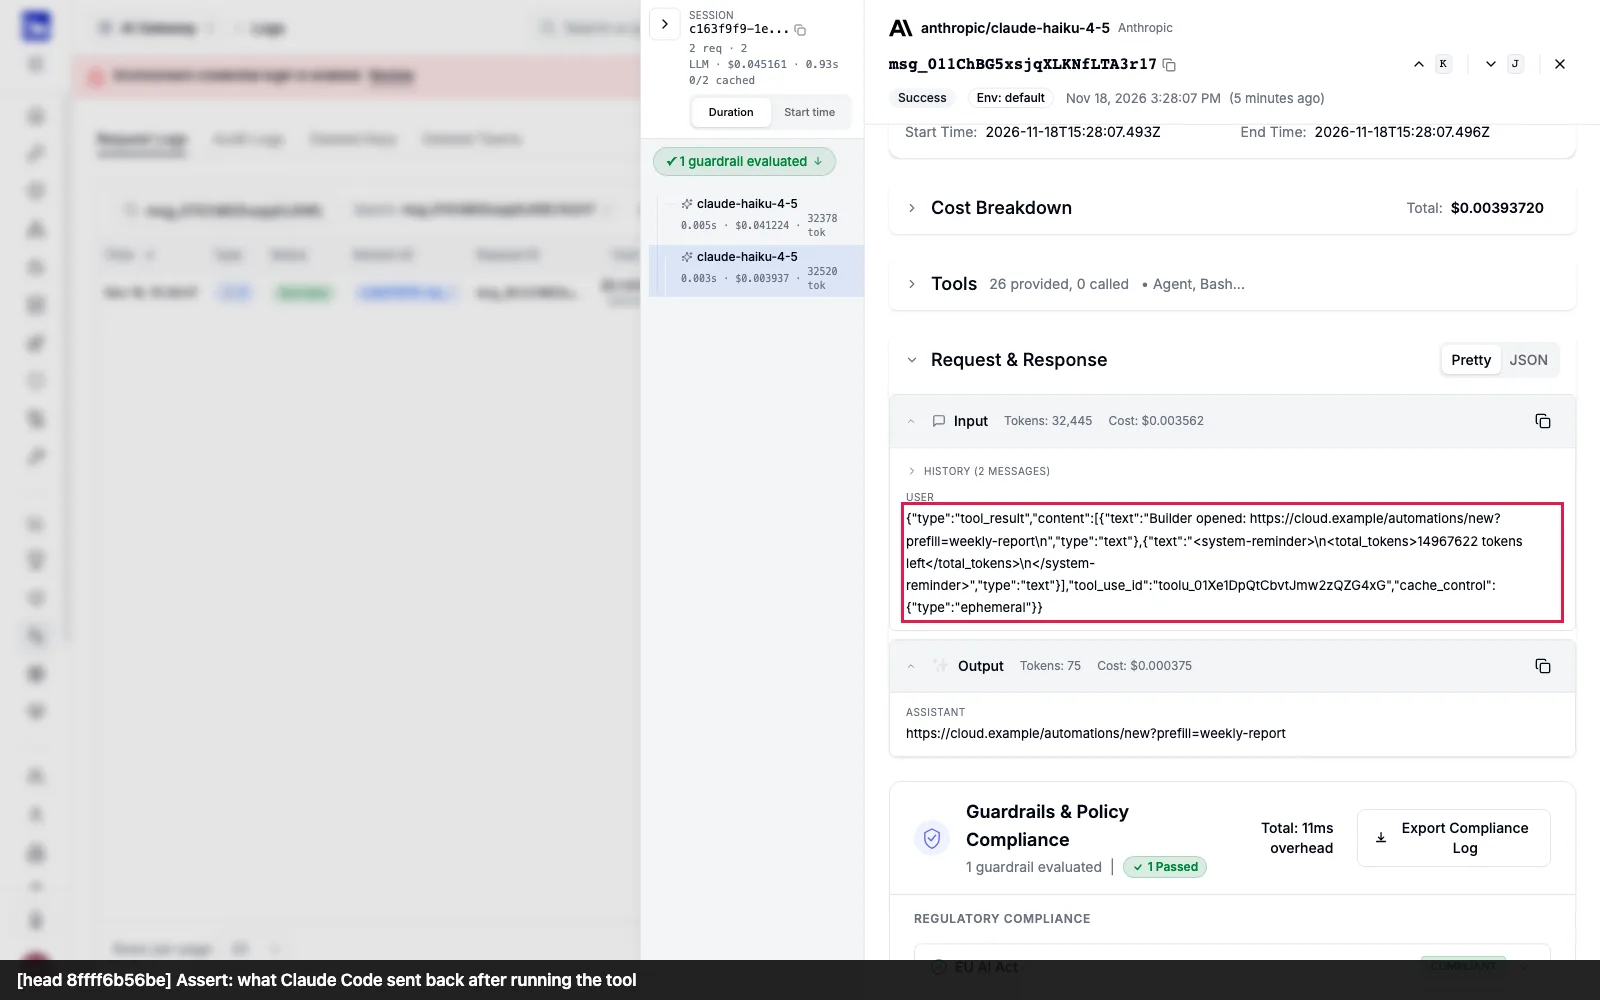 AI Gateway
Logs
SESSION
c163f9f9-1e...
2 req · 2
LLM · $0.045161 · 0.93s
0/2 cached
Duration
Start time
1 guardrail evaluated ↓
claude-haiku-4-5
0.005s · $0.041224 · 32378 tok
claude-haiku-4-5
0.003s · $0.003937 · 32520 tok
anthropic/claude-haiku-4-5 Anthropic
msg_011ChBG5xsjqXLKNfLTA3r17
K
J
Success
Env: default
Nov 18, 2026 3:28:07 PM (5 minutes ago)
Start Time: 2026-11-18T15:28:07.493Z
End Time: 2026-11-18T15:28:07.496Z
Cost Breakdown
Total: $0.00393720
Tools 26 provided, 0 called • Agent, Bash...
Request & Response
Pretty
JSON
Input Tokens: 32,445 Cost: $0.003562
HISTORY (2 MESSAGES)
USER
{"type":"tool_result","content":[{"text":"Builder opened: https://cloud.example/automations/new?
prefill=weekly-report\n","type":"text"},{"text":"<system-reminder>\n<total_tokens>14967622 tokens
left</total_tokens>\n</system-
reminder>","type":"text"}],"tool_use_id":"toolu_01Xe1DpQtCbvtJmw2zQZG4xG","cache_control":
{"type":"ephemeral"}}
Output Tokens: 75 Cost: $0.000375
ASSISTANT
https://cloud.example/automations/new?prefill=weekly-report
Guardrails & Policy
Compliance
1 guardrail evaluated | 1 Passed
Total: 11ms
overhead
Export Compliance
Log
REGULATORY COMPLIANCE
EU AI Act
COMPLIANT
[head 8ffff6b56be] Assert: what Claude Code sent back after running the tool